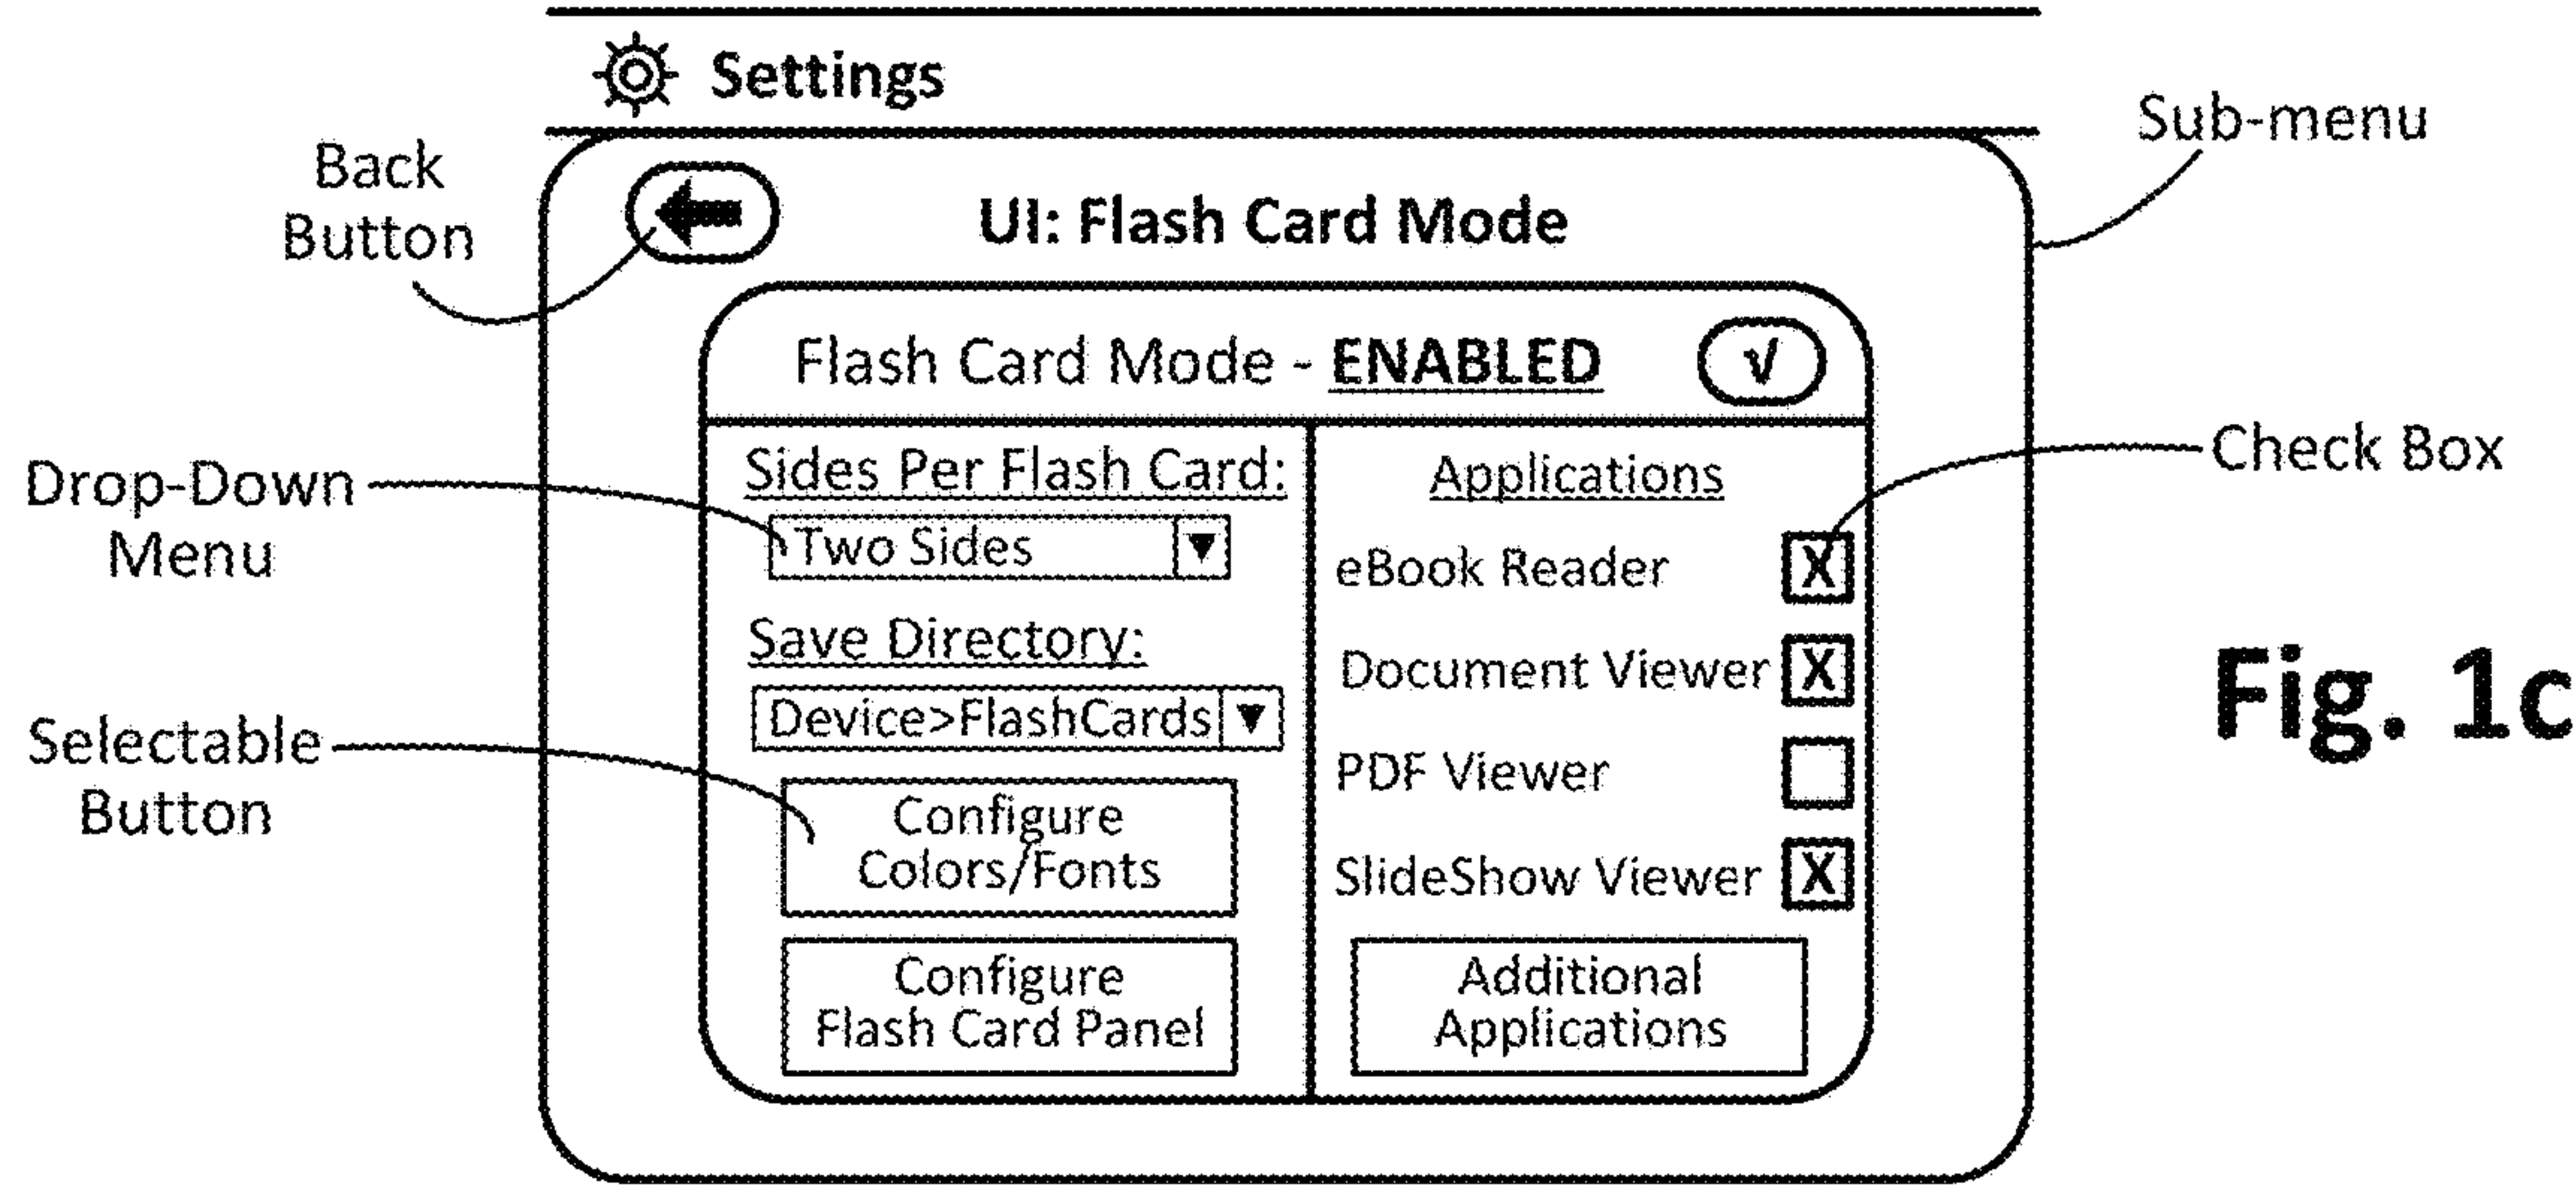 Settings
Sub-menu
Back
Button
UI: Flash Card Mode
Flash Card Mode - ENABLED
√
Drop-Down
Menu
Sides Per Flash Card:
Two Sides
Save Directory:
Device>FlashCards
Selectable
Button
Configure
Colors/Fonts
Configure
Flash Card Panel
Applications
Check Box
eBook Reader X
Document Viewer X
PDF Viewer
SlideShow Viewer X
Additional
Applications
Fig. 1c